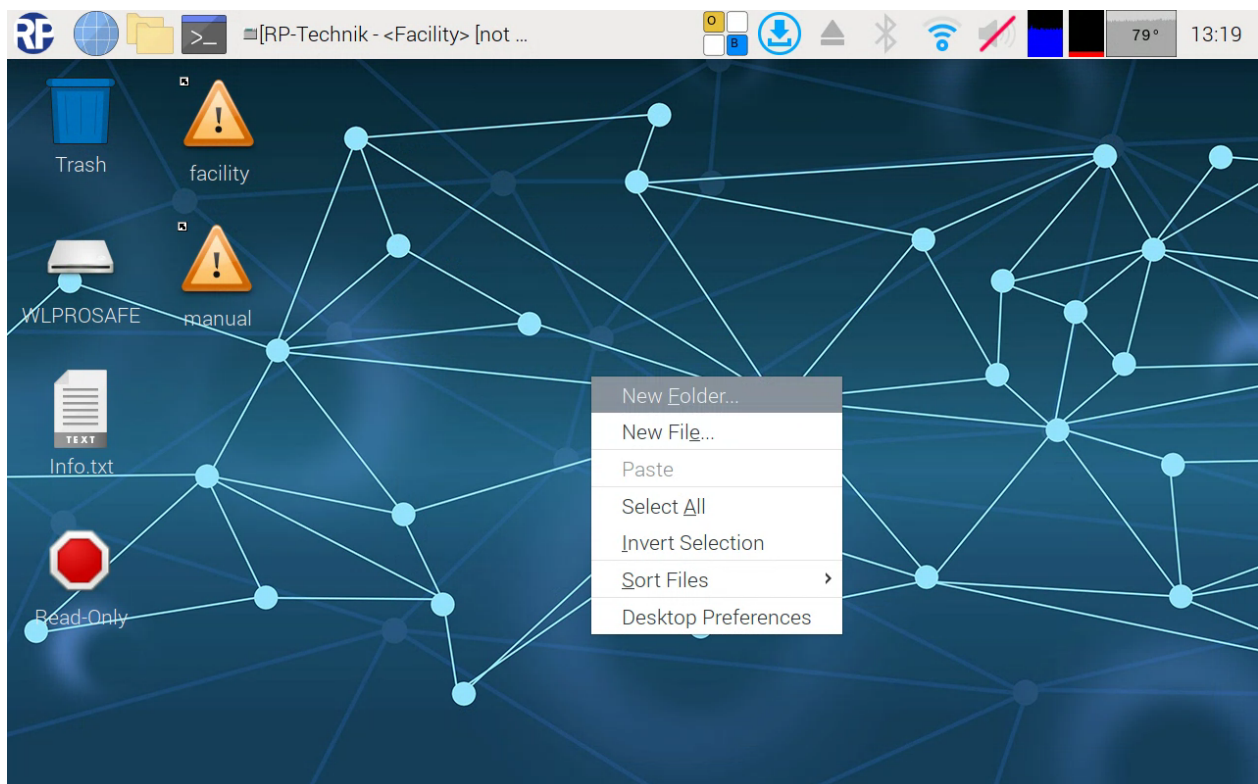 RP
>_
[RP-Technik - <Facility> [not ...
O
B
79°
13:19
Trash
facility
WLPROSAFE
manual
TEXT
Info.txt
Read-Only
New Folder...
New File...
Paste
Select All
Invert Selection
Sort Files
Desktop Preferences